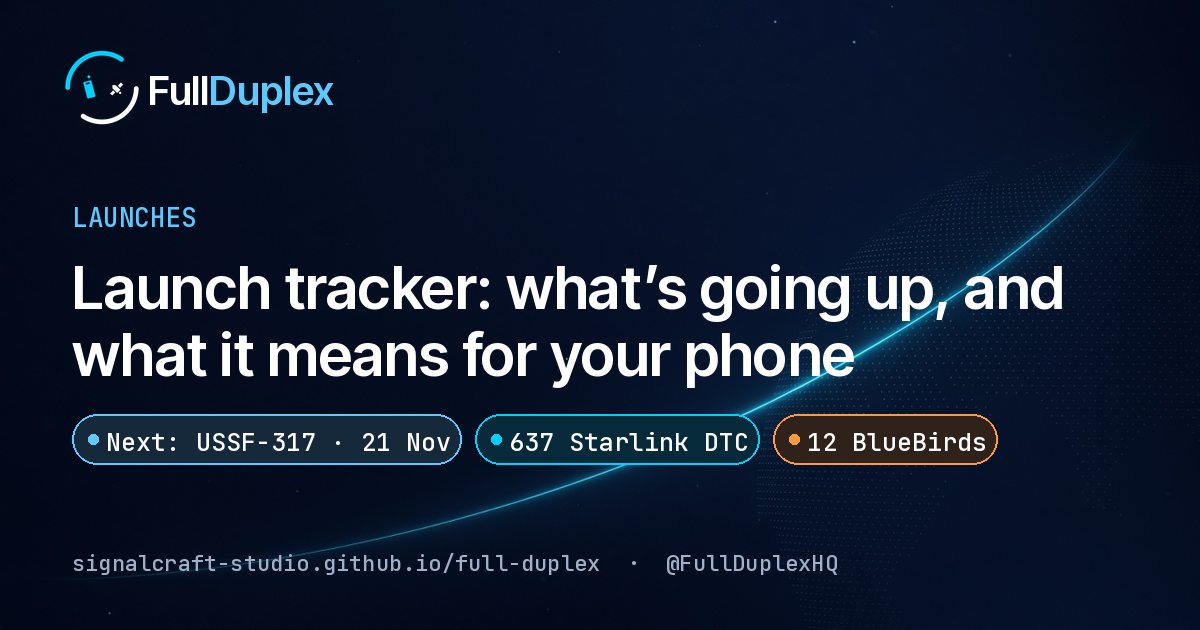 FullDuplex
LAUNCHES
Launch tracker: what’s going up, and
what it means for your phone
Next: USSF-317 · 21 Nov
637 Starlink DTC
12 BlueBirds
signalcraft-studio.github.io/full-duplex · @FullDuplexHQ